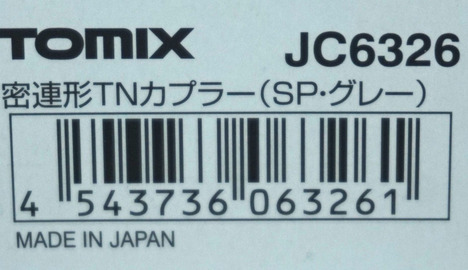 TOMIX JC6326
密連形TNカプラー(SP・グレー)
4 543736 063261
MADE IN JAPAN